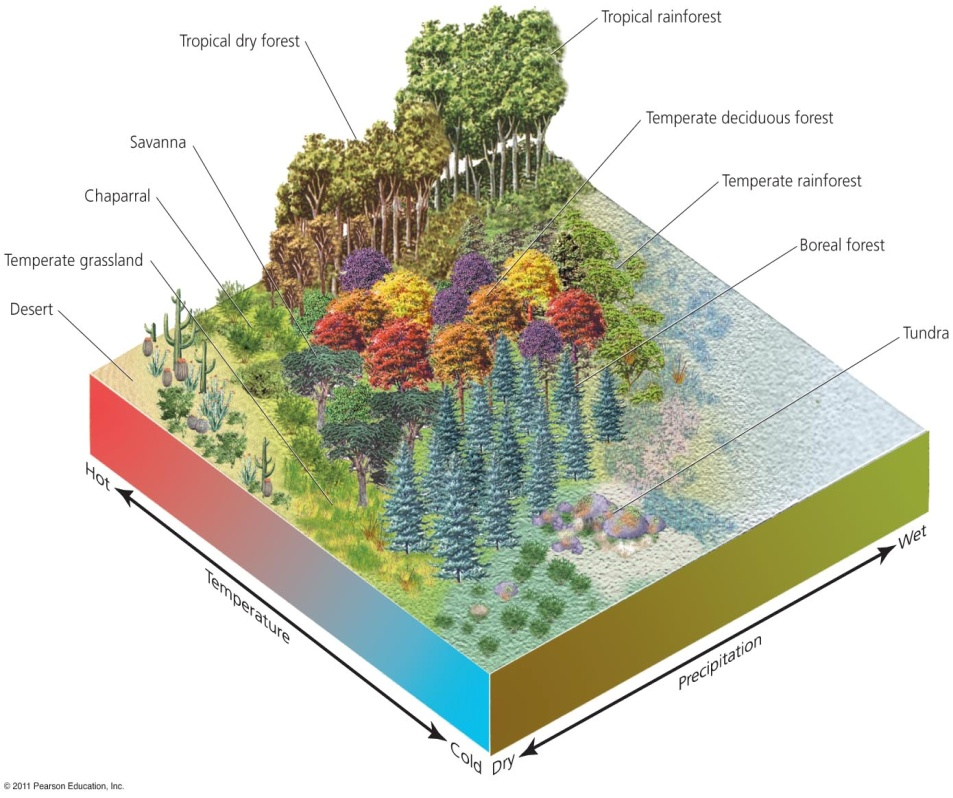 Tropical rainforest
Tropical dry forest
Temperate deciduous forest
Savanna
Temperate rainforest
Chaparral
Boreal forest
Temperate grassland
Desert
Tundra
Hot
Temperature
Cold
Dry
Precipitation
Wet
© 2011 Pearson Education, Inc.